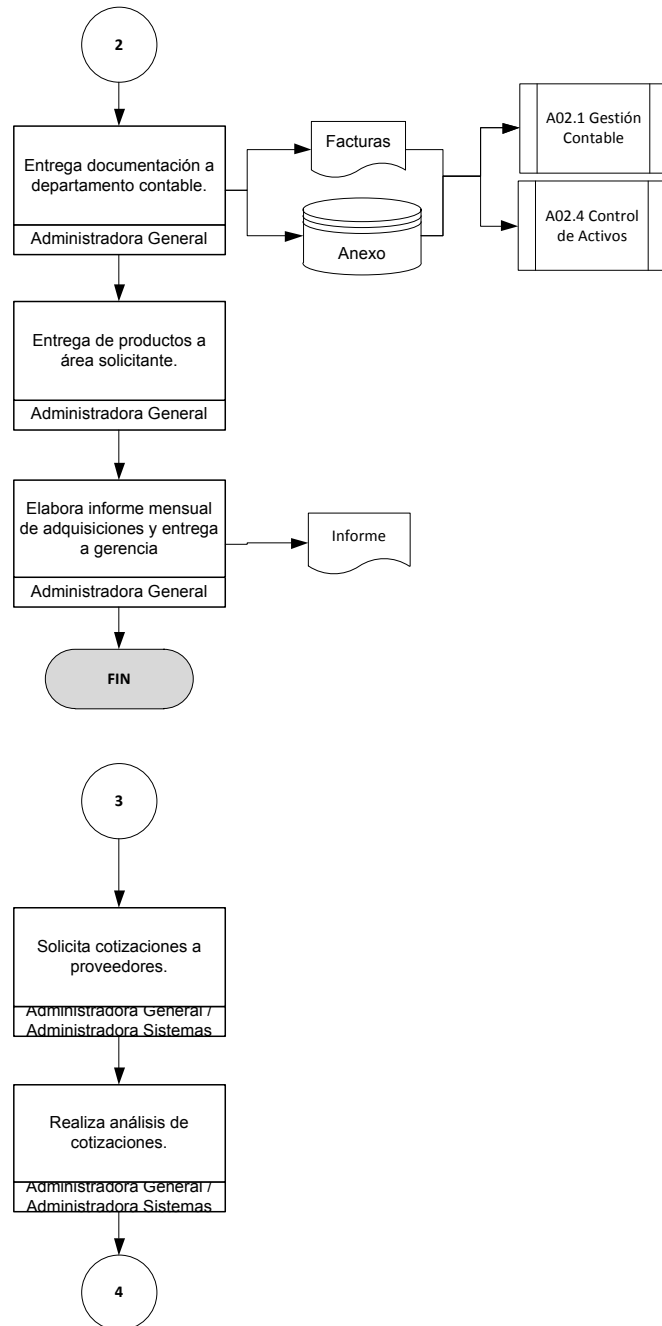 2
Entrega documentación a
departamento contable.
Administradora General
Facturas
Anexo
A02.1 Gestión
Contable
A02.4 Control
de Activos
Entrega de productos a
área solicitante.
Administradora General
Elabora informe mensual
de adquisiciones y entrega
a gerencia
Administradora General
Informe
FIN
3
Solicita cotizaciones a
proveedores.
Administradora General /
Administradora Sistemas
Realiza análisis de
cotizaciones.
Administradora General /
Administradora Sistemas
4